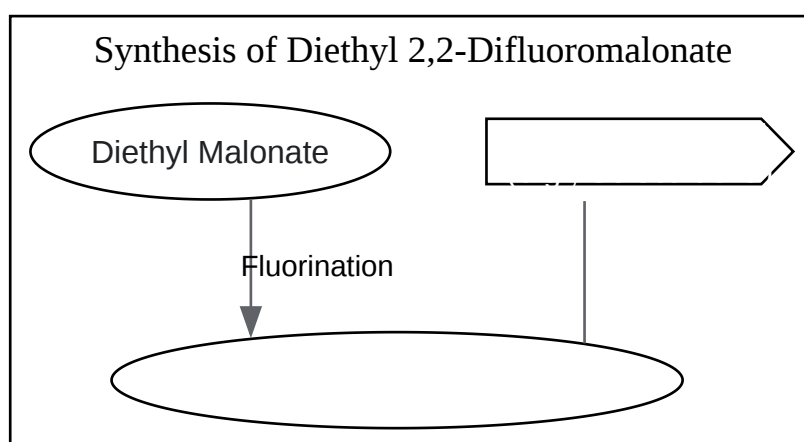 Synthesis of Diethyl 2,2-Difluoromalonate
Diethyl Malonate
Fluorination